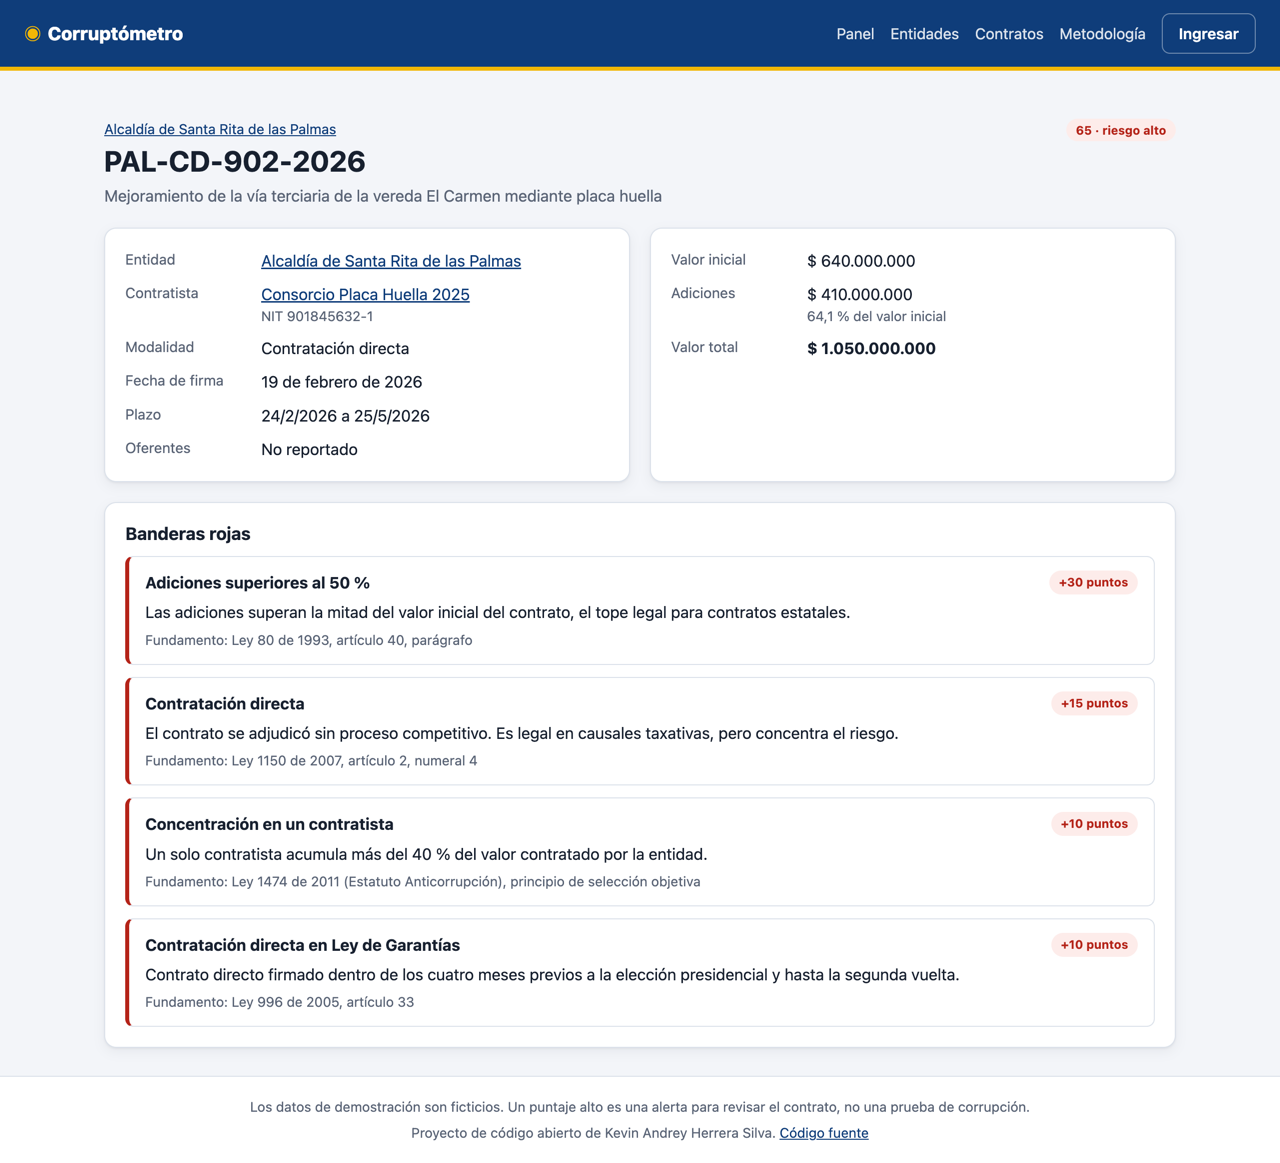 Corruptómetro
Panel Entidades Contratos Metodología Ingresar
Alcaldía de Santa Rita de las Palmas
65 · riesgo alto
PAL-CD-902-2026
Mejoramiento de la vía terciaria de la vereda El Carmen mediante placa huella
Entidad Alcaldía de Santa Rita de las Palmas
Contratista Consorcio Placa Huella 2025
NIT 901845632-1
Modalidad Contratación directa
Fecha de firma 19 de febrero de 2026
Plazo 24/2/2026 a 25/5/2026
Oferentes No reportado
Valor inicial $ 640.000.000
Adiciones $ 410.000.000
64,1 % del valor inicial
Valor total $ 1.050.000.000
Banderas rojas
Adiciones superiores al 50 % +30 puntos
Las adiciones superan la mitad del valor inicial del contrato, el tope legal para contratos estatales.
Fundamento: Ley 80 de 1993, artículo 40, parágrafo
Contratación directa +15 puntos
El contrato se adjudicó sin proceso competitivo. Es legal en causales taxativas, pero concentra el riesgo.
Fundamento: Ley 1150 de 2007, artículo 2, numeral 4
Concentración en un contratista +10 puntos
Un solo contratista acumula más del 40 % del valor contratado por la entidad.
Fundamento: Ley 1474 de 2011 (Estatuto Anticorrupción), principio de selección objetiva
Contratación directa en Ley de Garantías +10 puntos
Contrato directo firmado dentro de los cuatro meses previos a la elección presidencial y hasta la segunda vuelta.
Fundamento: Ley 996 de 2005, artículo 33
Los datos de demostración son ficticios. Un puntaje alto es una alerta para revisar el contrato, no una prueba de corrupción.
Proyecto de código abierto de Kevin Andrey Herrera Silva. Código fuente